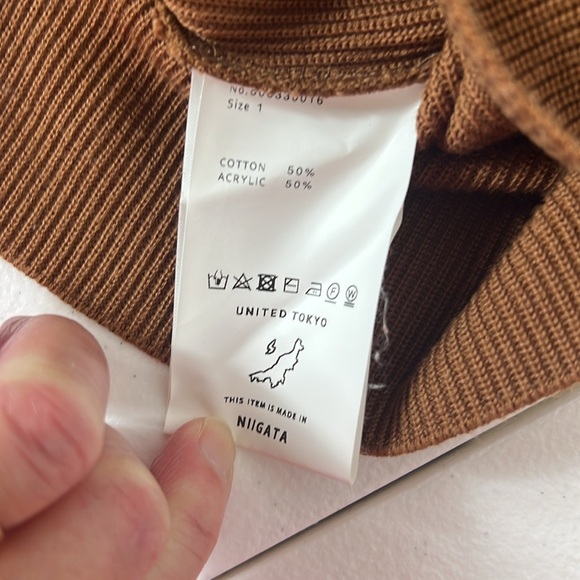 Size 1
COTTON 50%
ACRYLIC 50%
F W
UNITED TOKYO
THIS ITEM IS MADE IN
NIIGATA